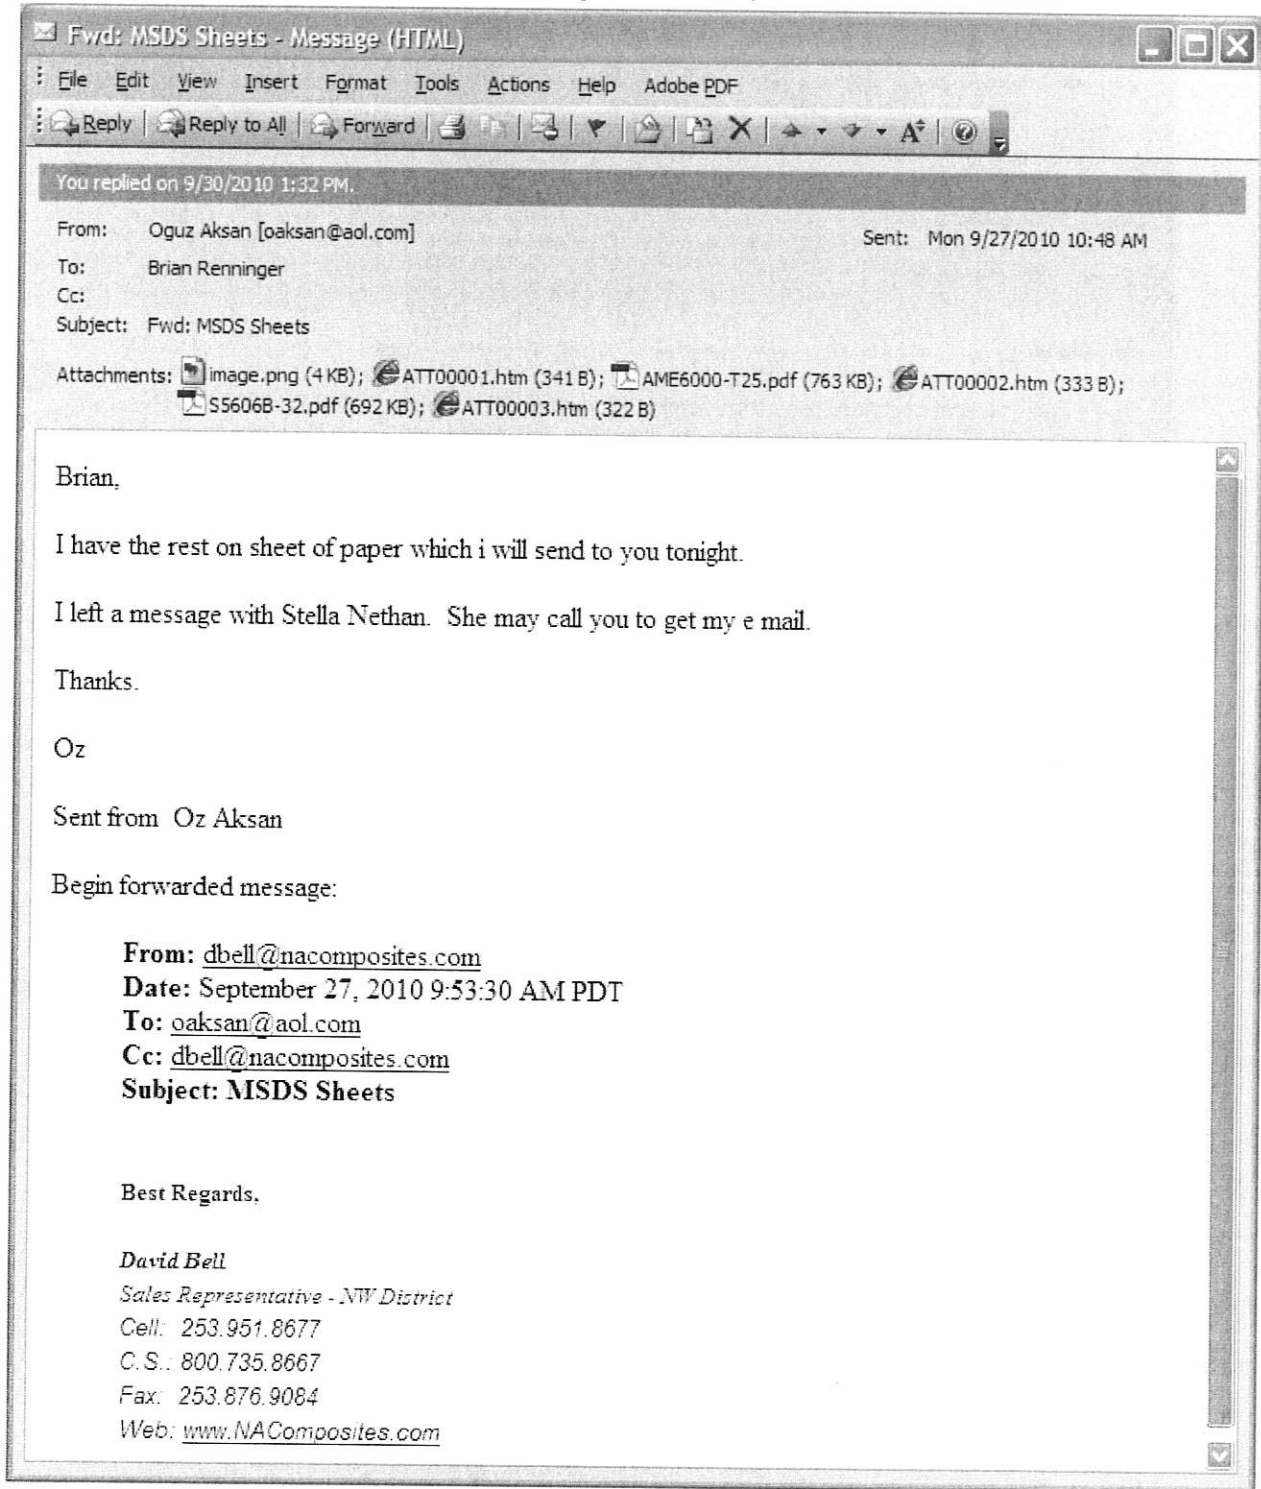 Fwd: MSDS Sheets - Message (HTML)
File Edit View Insert Format Tools Actions Help Adobe PDF
Reply Reply to All Forward
You replied on 9/30/2010 1:32 PM.
From: Oguz Aksan [oaksan@aol.com] Sent: Mon 9/27/2010 10:48 AM
To: Brian Renninger
Cc:
Subject: Fwd: MSDS Sheets
Attachments: image.png (4 KB); ATT00001.htm (341 B); AME6000-T25.pdf (763 KB); ATT00002.htm (333 B);
S5606B-32.pdf (692 KB); ATT00003.htm (322 B)
Brian,
I have the rest on sheet of paper which i will send to you tonight.
I left a message with Stella Nethan. She may call you to get my e mail.
Thanks.
Oz
Sent from Oz Aksan
Begin forwarded message:
From: dbell@nacomposites.com
Date: September 27, 2010 9:53:30 AM PDT
To: oaksan@aol.com
Cc: dbell@nacomposites.com
Subject: MSDS Sheets
Best Regards,
David Bell
Sales Representative - NW District
Cell: 253.951.8677
C.S.: 800.735.8667
Fax: 253.876.9084
Web: www.NAComposites.com